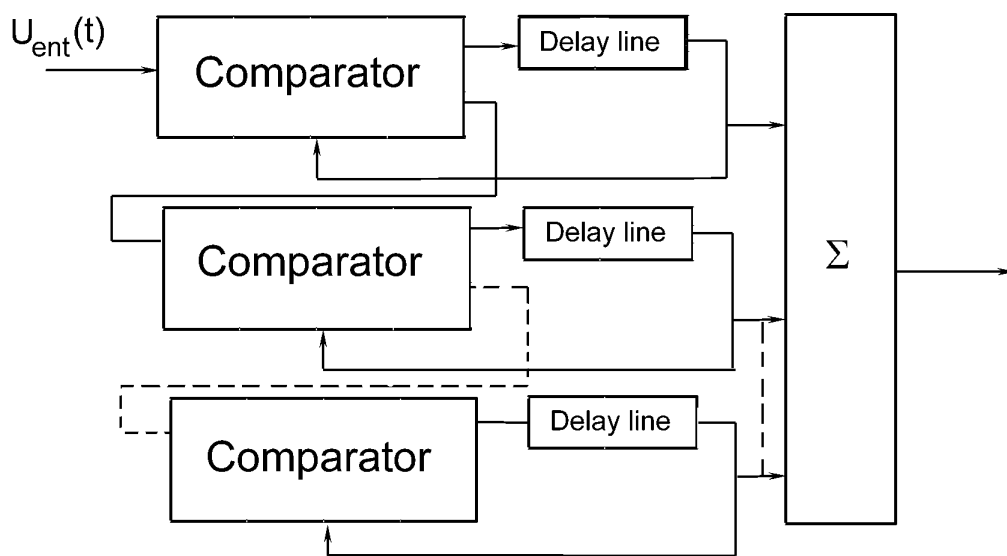 U_ent(t)
Comparator
Delay line
Comparator
Delay line
Σ
Comparator
Delay line